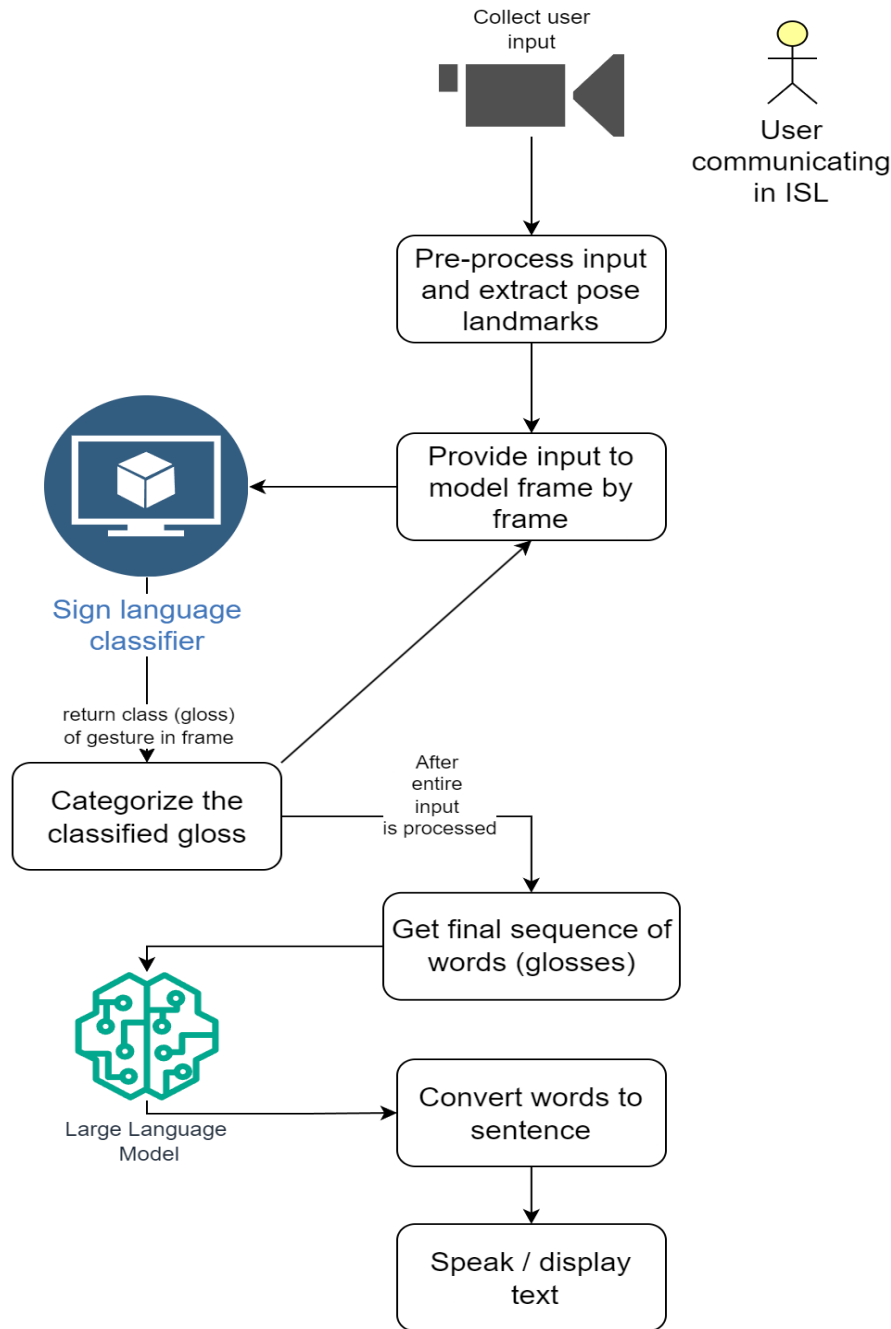 Collect user
input
User
communicating
in ISL
Pre-process input
and extract pose
landmarks
Provide input to
model frame by
frame
Sign language
classifier
return class (gloss)
of gesture in frame
Categorize the
classified gloss
After
entire
input
is processed
Get final sequence of
words (glosses)
Large Language
Model
Convert words to
sentence
Speak / display
text